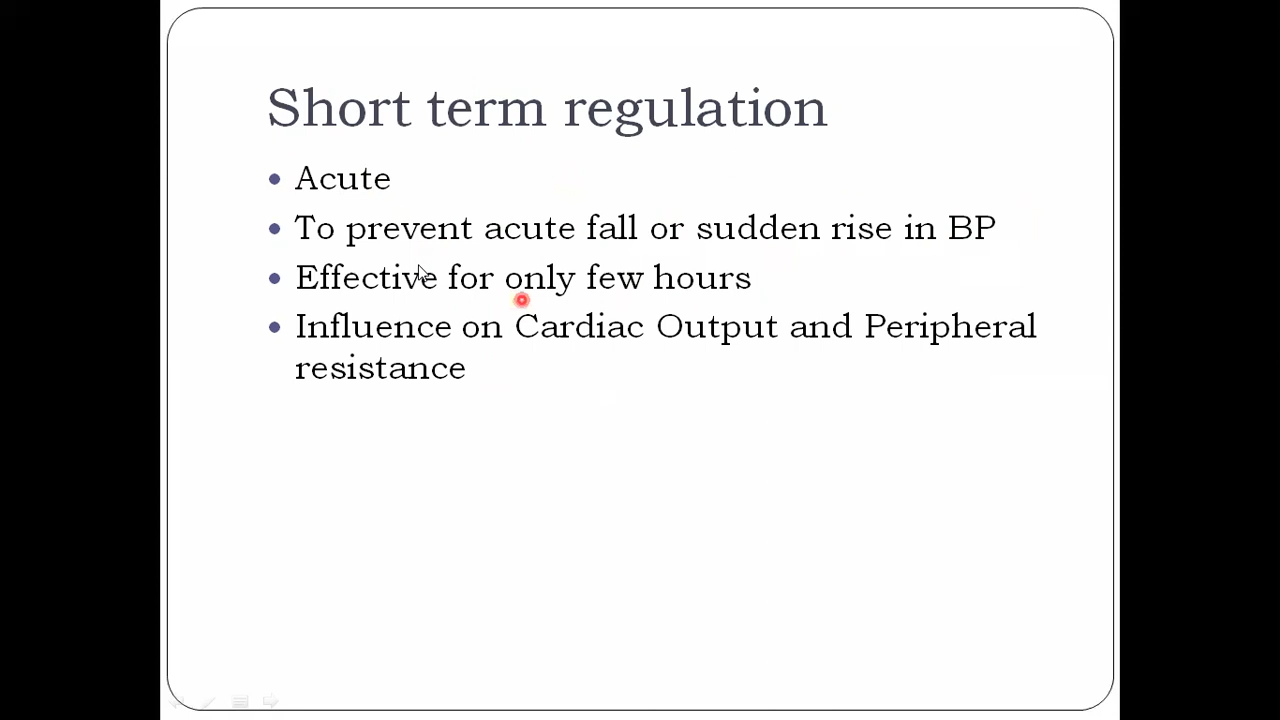 Short term regulation
Acute
To prevent acute fall or sudden rise in BP
Effective for only few hours
Influence on Cardiac Output and Peripheral
resistance